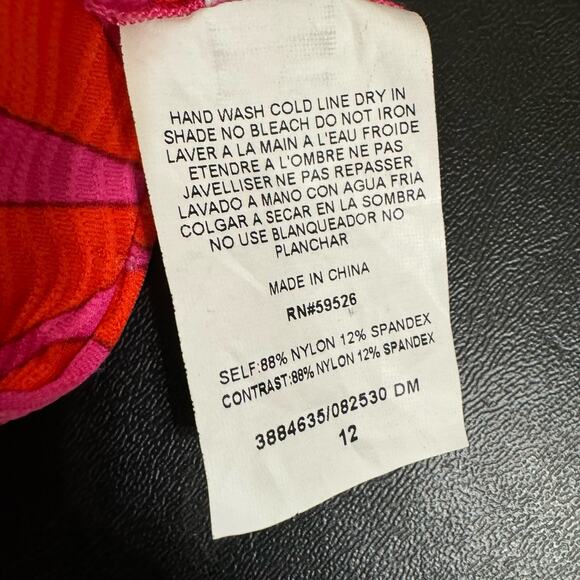 HAND WASH COLD LINE DRY IN
SHADE NO BLEACH DO NOT IRON
LAVER A LA MAIN A L'EAU FROIDE
ETENDRE A L'OMBRE NE PAS
JAVELLISER NE PAS REPASSER
LAVADO A MANO CON AGUA FRIA
COLGAR A SECAR EN LA SOMBRA
NO USE BLANQUEADOR NO
PLANCHAR
MADE IN CHINA
RN#59526
SELF:88% NYLON 12% SPANDEX
CONTRAST:88% NYLON 12% SPANDEX
3884635/082530 DM
12